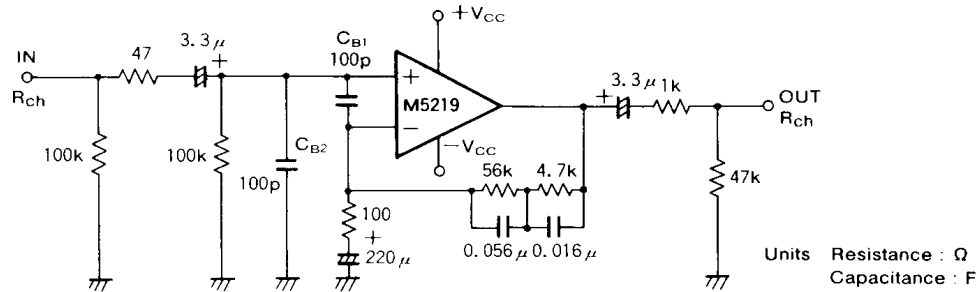 +VCC
IN
47
3.3µ
+
CB1
100p
+
M5219
−
−VCC
3.3µ
+
1k
OUT
Rch
Rch
100k
100k
CB2
100p
56k
4.7k
47k
100
+
220µ
0.056µ
0.016µ
Units Resistance : Ω
Capacitance : F